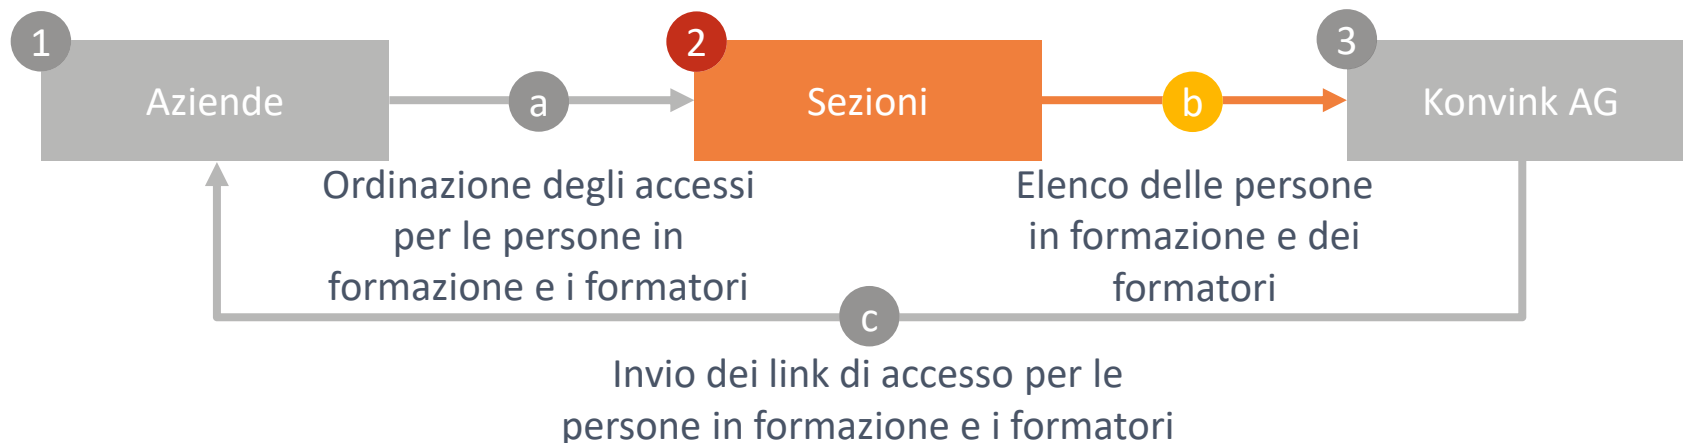 1
Aziende
a
2
Sezioni
b
3
Konvink AG
Ordinazione degli accessi
per le persone in
formazione e i formatori
Elenco delle persone
in formazione e dei
formatori
c
Invio dei link di accesso per le
persone in formazione e i formatori